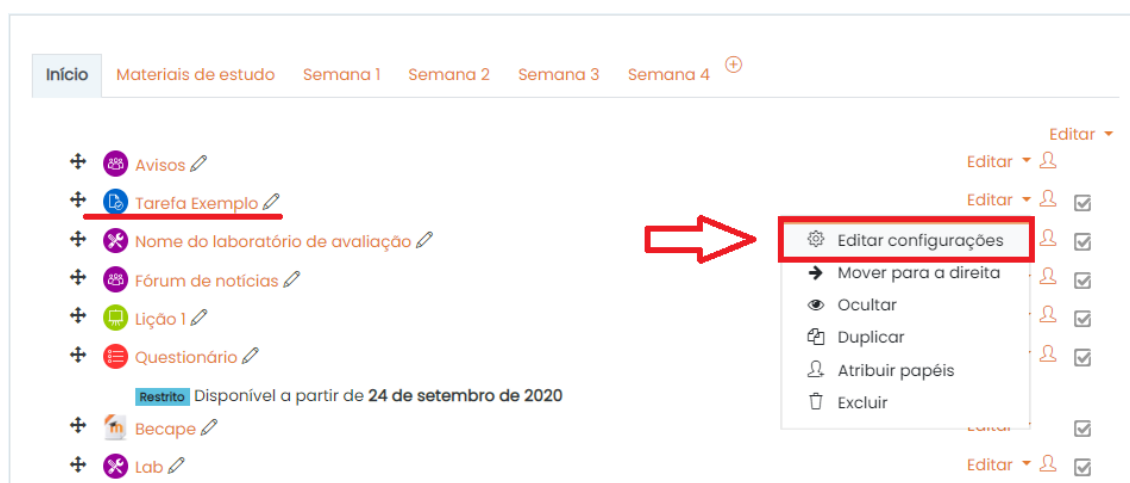 Início Materiais de estudo Semana 1 Semana 2 Semana 3 Semana 4
Editar
Avisos Editar
Tarefa Exemplo Editar
Nome do laboratório de avaliação
Editar configurações
Fórum de notícias
Mover para a direita
Lição 1
Ocultar
Duplicar
Questionário
Atribuir papéis
Restrito Disponível a partir de 24 de setembro de 2020
Excluir
Becape
Lab Editar